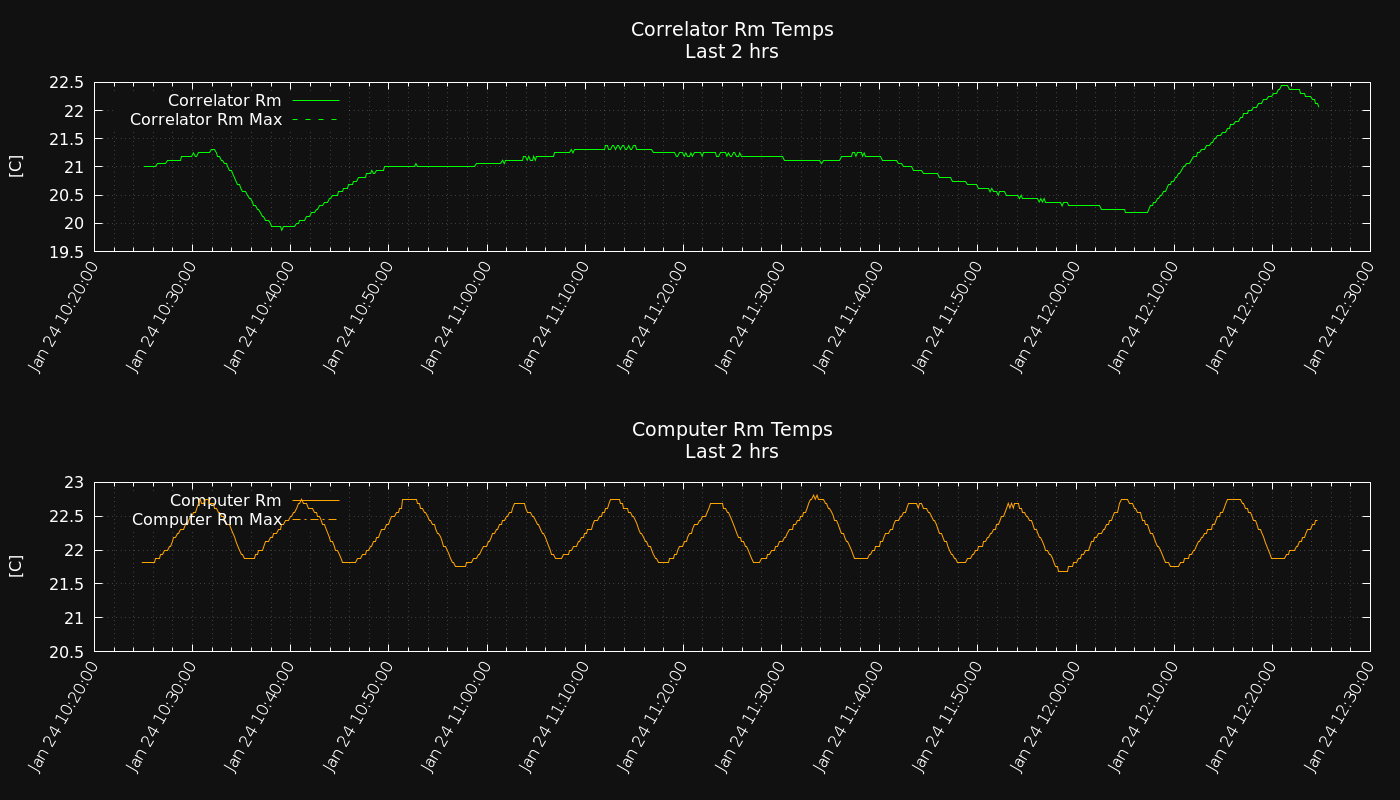 Correlator Rm Temps
Last 2 hrs
22.5
22
21.5
21
20.5
20
19.5
[C]
Correlator Rm
Correlator Rm Max
Jan 24 10:20:00
Jan 24 10:30:00
Jan 24 10:40:00
Jan 24 10:50:00
Jan 24 11:00:00
Jan 24 11:10:00
Jan 24 11:20:00
Jan 24 11:30:00
Jan 24 11:40:00
Jan 24 11:50:00
Jan 24 12:00:00
Jan 24 12:10:00
Jan 24 12:20:00
Jan 24 12:30:00
Computer Rm Temps
Last 2 hrs
23
22.5
22
21.5
21
20.5
[C]
Computer Rm
Computer Rm Max
Jan 24 10:20:00
Jan 24 10:30:00
Jan 24 10:40:00
Jan 24 10:50:00
Jan 24 11:00:00
Jan 24 11:10:00
Jan 24 11:20:00
Jan 24 11:30:00
Jan 24 11:40:00
Jan 24 11:50:00
Jan 24 12:00:00
Jan 24 12:10:00
Jan 24 12:20:00
Jan 24 12:30:00